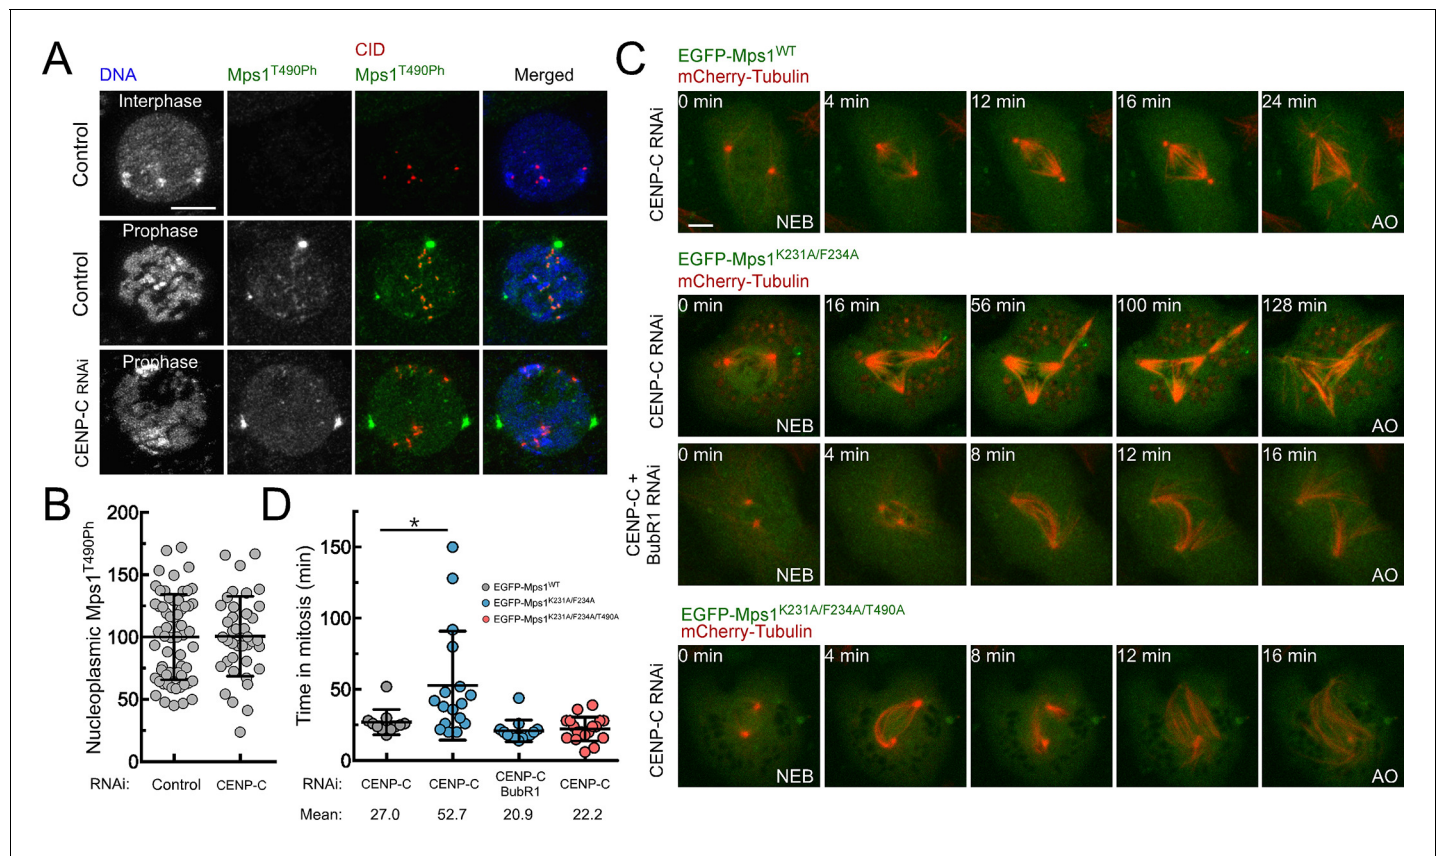 A
DNA
Mps1T490Ph
CID
Mps1T490Ph
Merged
Control
Interphase
Control
Prophase
CENP-C RNAi
Prophase
B
Nucleoplasmic Mps1T490Ph
200
150
100
50
0
RNAi: Control CENP-C
D
Time in mitosis (min)
150
100
50
0
*
EGFP-Mps1WT
EGFP-Mps1K231A/F234A
EGFP-Mps1K231A/F234A/T490A
RNAi: CENP-C CENP-C CENP-C BubR1 CENP-C
Mean: 27.0 52.7 20.9 22.2
C
EGFP-Mps1WT
mCherry-Tubulin
CENP-C RNAi
0 min 4 min 12 min 16 min 24 min
NEB AO
EGFP-Mps1K231A/F234A
mCherry-Tubulin
CENP-C RNAi
0 min 16 min 56 min 100 min 128 min
NEB AO
CENP-C +
BubR1 RNAi
0 min 4 min 8 min 12 min 16 min
NEB AO
EGFP-Mps1K231A/F234A/T490A
mCherry-Tubulin
CENP-C RNAi
0 min 4 min 8 min 12 min 16 min
NEB AO